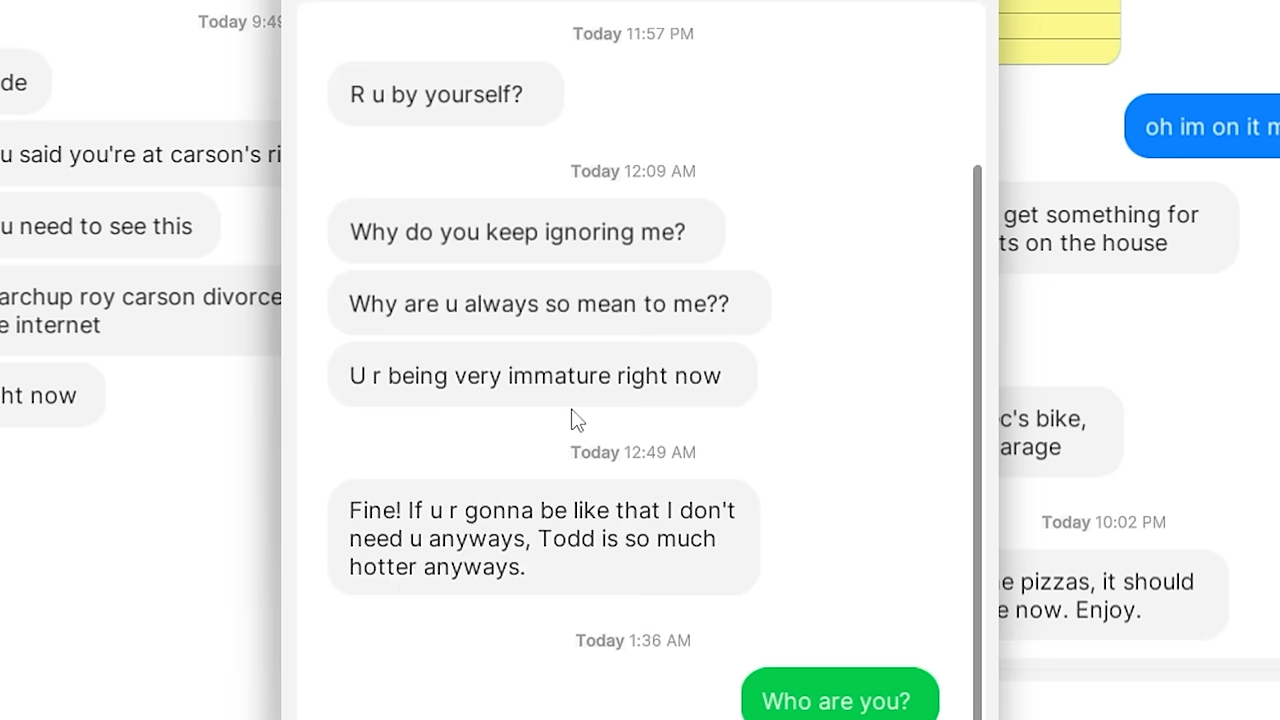 Today 9:49
de
u said you're at carson's ri
u need to see this
archup roy carson divorce
e internet
ht now
Today 11:57 PM
R u by yourself?
Today 12:09 AM
Why do you keep ignoring me?
Why are u always so mean to me??
U r being very immature right now
Today 12:49 AM
Fine! If u r gonna be like that I don't
need u anyways, Todd is so much
hotter anyways.
Today 1:36 AM
Who are you?
oh im on it m
get something for
ts on the house
c's bike,
arage
Today 10:02 PM
e pizzas, it should
e now. Enjoy.